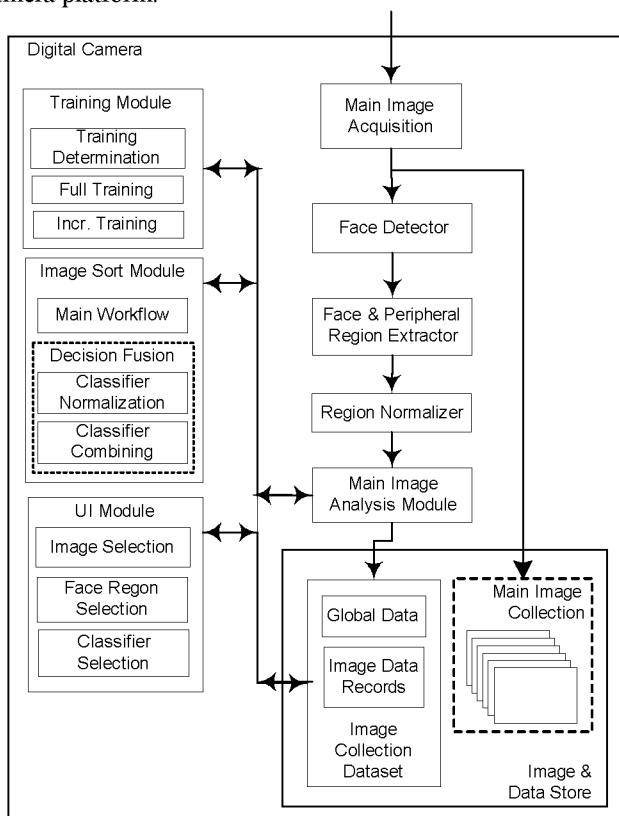 Digital Camera
Training Module
Training
Determination
Full Training
Incr. Training
Image Sort Module
Main Workflow
Decision Fusion
Classifier
Normalization
Classifier
Combining
UI Module
Image Selection
Face Regon
Selection
Classifier
Selection
Main Image
Acquisition
Face Detector
Face & Peripheral
Region Extractor
Region Normalizer
Main Image
Analysis Module
Global Data
Image Data
Records
Image
Collection
Dataset
Main Image
Collection
Image &
Data Store